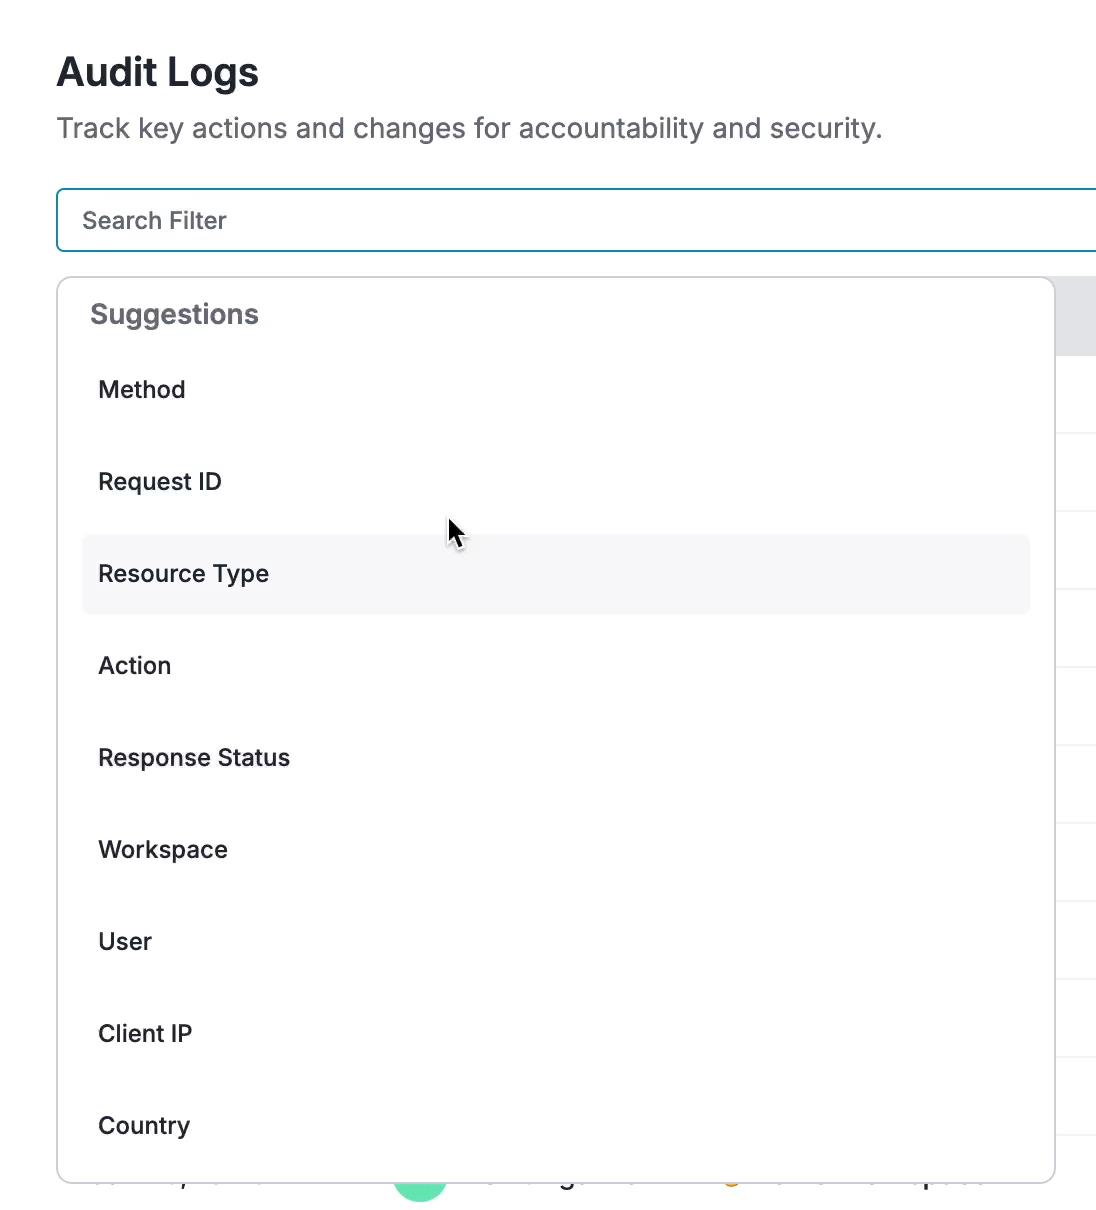 Audit Logs
Track key actions and changes for accountability and security.
Search Filter
Suggestions
Method
Request ID
Resource Type
Action
Response Status
Workspace
User
Client IP
Country